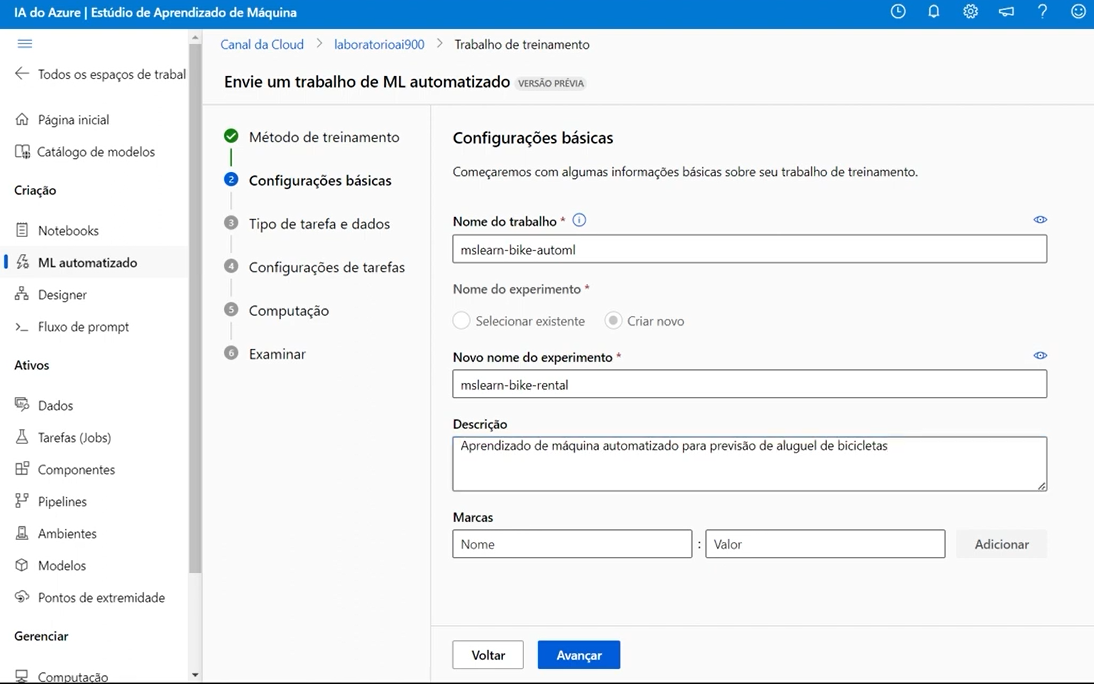 IA do Azure | Estúdio de Aprendizado de Máquina
Todos os espaços de trabal
Página inicial
Catálogo de modelos
Criação
Notebooks
ML automatizado
Designer
Fluxo de prompt
Ativos
Dados
Tarefas (Jobs)
Componentes
Pipelines
Ambientes
Modelos
Pontos de extremidade
Gerenciar
Computação
Canal da Cloud > laboratorioai900 > Trabalho de treinamento
Envie um trabalho de ML automatizado VERSÃO PRÉVIA
Método de treinamento
2 Configurações básicas
3 Tipo de tarefa e dados
4 Configurações de tarefas
5 Computação
6 Examinar
Configurações básicas
Começaremos com algumas informações básicas sobre seu trabalho de treinamento.
Nome do trabalho *
mslearn-bike-automl
Nome do experimento *
Selecionar existente Criar novo
Novo nome do experimento *
mslearn-bike-rental
Descrição
Aprendizado de máquina automatizado para previsão de aluguel de bicicletas
Marcas
Nome : Valor Adicionar
Voltar Avançar